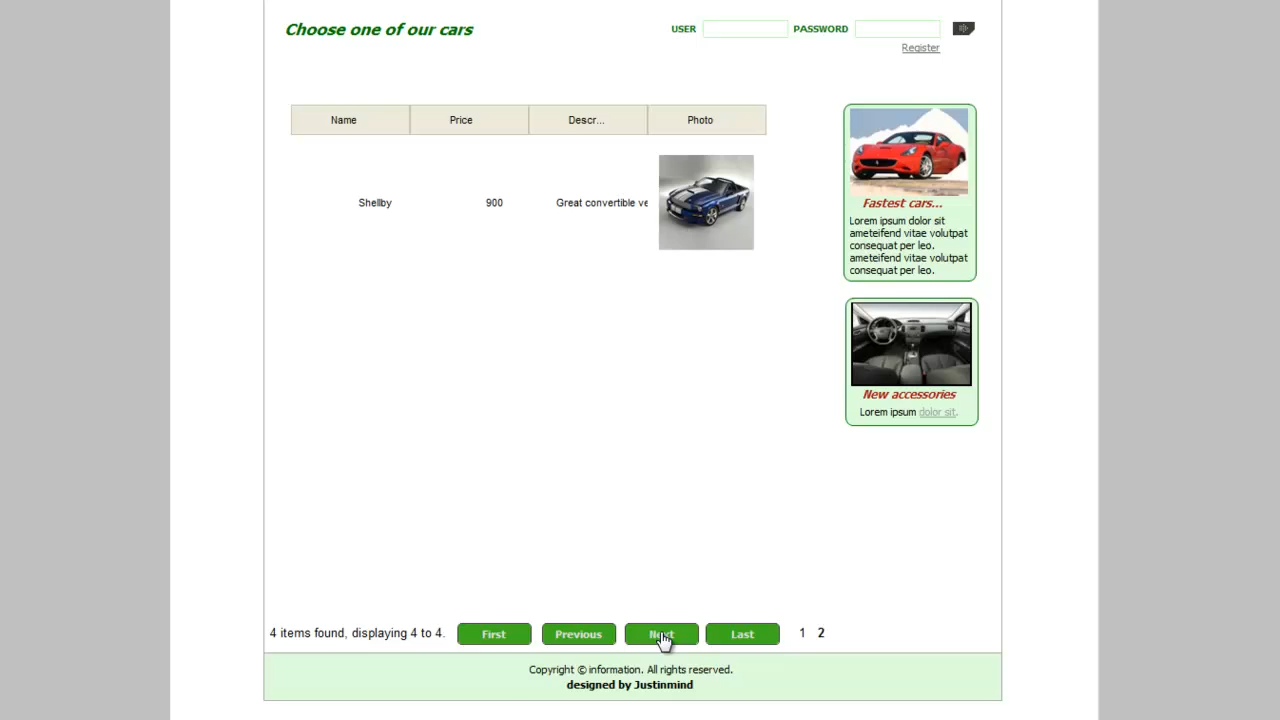 Choose one of our cars
USER
PASSWORD
Register
Name
Price
Descr...
Photo
Shellby
900
Great convertible ve
Fastest cars...
Lorem ipsum dolor sit
ameteifend vitae volutpat
consequat per leo.
ameteifend vitae volutpat
consequat per leo.
New accessories
Lorem ipsum dolor sit.
4 items found, displaying 4 to 4.
First
Previous
Next
Last
1
2
Copyright © information. All rights reserved.
designed by Justinmind